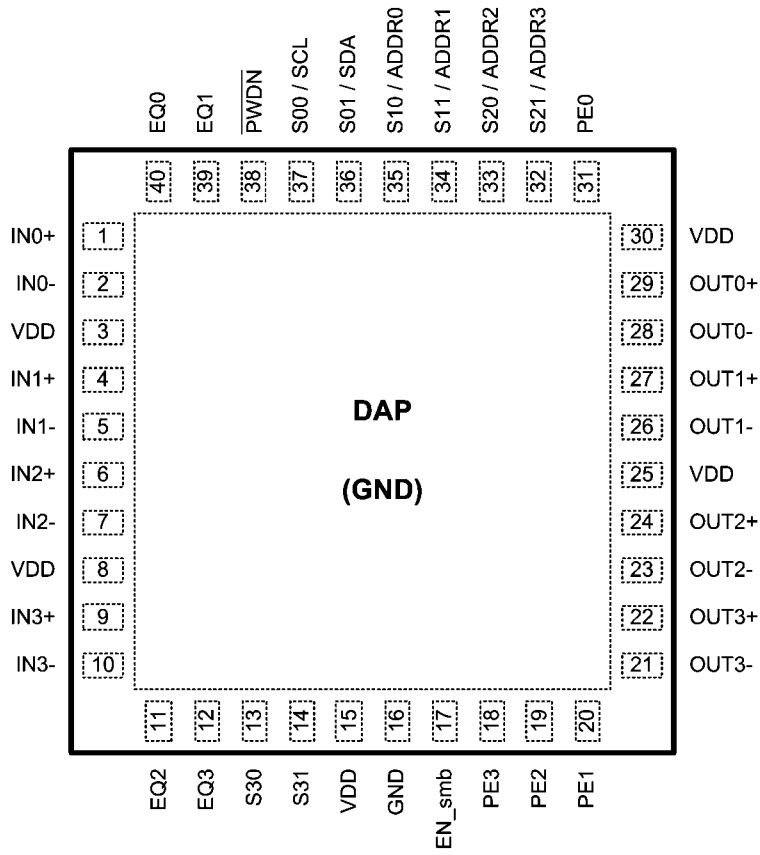 EQ0
EQ1
PWDN
S00 / SCL
S01 / SDA
S10 / ADDR0
S11 / ADDR1
S20 / ADDR2
S21 / ADDR3
PE0
40
39
38
37
36
35
34
33
32
31
IN0+ 1
30 VDD
IN0- 2
29 OUT0+
VDD 3
28 OUT0-
IN1+ 4
27 OUT1+
IN1- 5
26 OUT1-
IN2+ 6
25 VDD
IN2- 7
24 OUT2+
VDD 8
23 OUT2-
IN3+ 9
22 OUT3+
IN3- 10
21 OUT3-
DAP
(GND)
11
12
13
14
15
16
17
18
19
20
EQ2
EQ3
S30
S31
VDD
GND
EN_smb
PE3
PE2
PE1